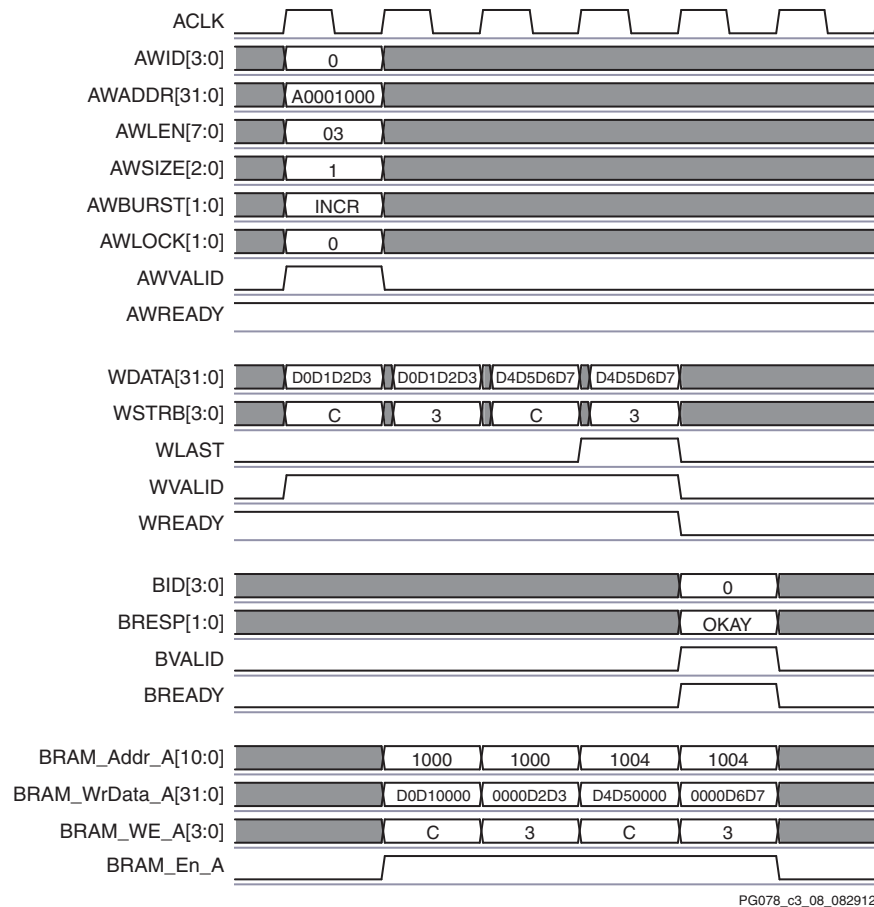 ACLK
AWID[3:0] 0
AWADDR[31:0] A0001000
AWLEN[7:0] 03
AWSIZE[2:0] 1
AWBURST[1:0] INCR
AWLOCK[1:0] 0
AWVALID
AWREADY
WDATA[31:0] D0D1D2D3 D0D1D2D3 D4D5D6D7 D4D5D6D7
WSTRB[3:0] C 3 C 3
WLAST
WVALID
WREADY
BID[3:0] 0
BRESP[1:0] OKAY
BVALID
BREADY
BRAM_Addr_A[10:0] 1000 1000 1004 1004
BRAM_WrData_A[31:0] D0D10000 0000D2D3 D4D50000 0000D6D7
BRAM_WE_A[3:0] C 3 C 3
BRAM_En_A
PG078_c3_08_082912